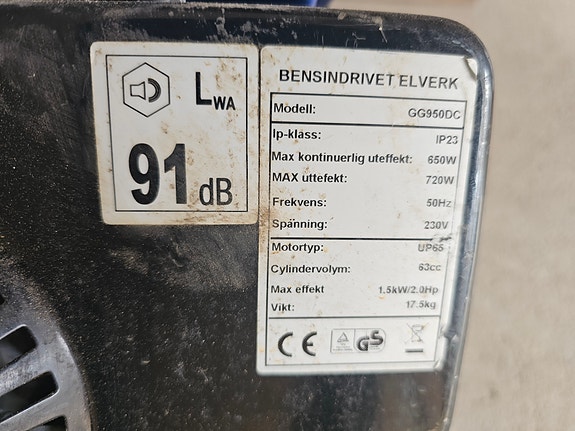 LWA
91 dB
BENSINDRIVET ELVERK
Modell: GG950DC
Ip-klass: IP23
Max kontinuerlig uteffekt: 650W
MAX uttefekt: 720W
Frekvens: 50Hz
Spänning: 230V
Motortyp: UP65
Cylindervolym: 63cc
Max effekt 1.5kW/2.0Hp
Vikt: 17.5kg
CE GS